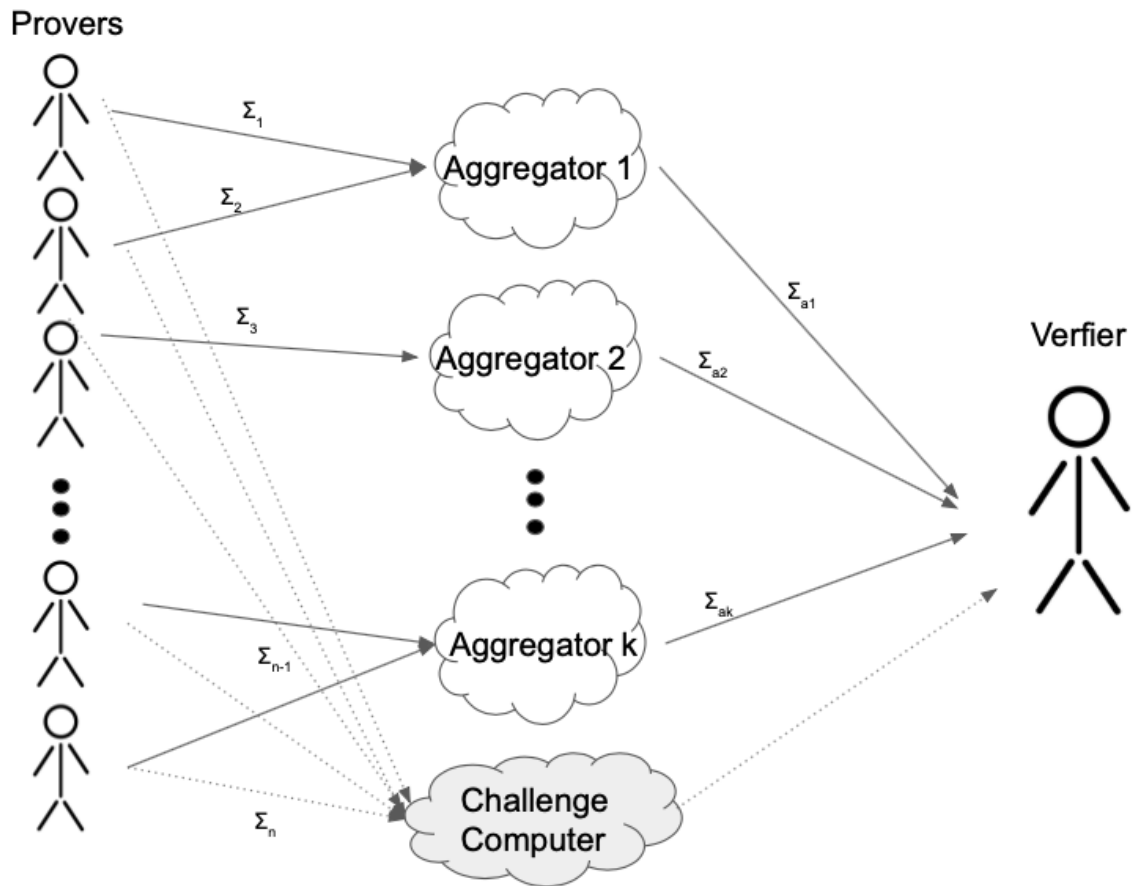 Provers
Σ1
Aggregator 1
Σ2
Σa1
Σ3
Aggregator 2
Σa2
Verfier
Σak
Aggregator k
Σn-1
Challenge
Computer
Σn